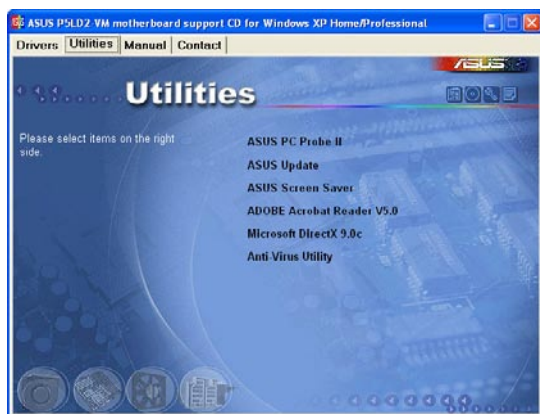 ASUS P5LD2-VM motherboard support CD for Windows XP Home/Professional
Drivers Utilities Manual Contact
ASUS
Utilities
Please select items on the right
side.
ASUS PC Probe II
ASUS Update
ASUS Screen Saver
ADOBE Acrobat Reader V5.0
Microsoft DirectX 9.0c
Anti-Virus Utility